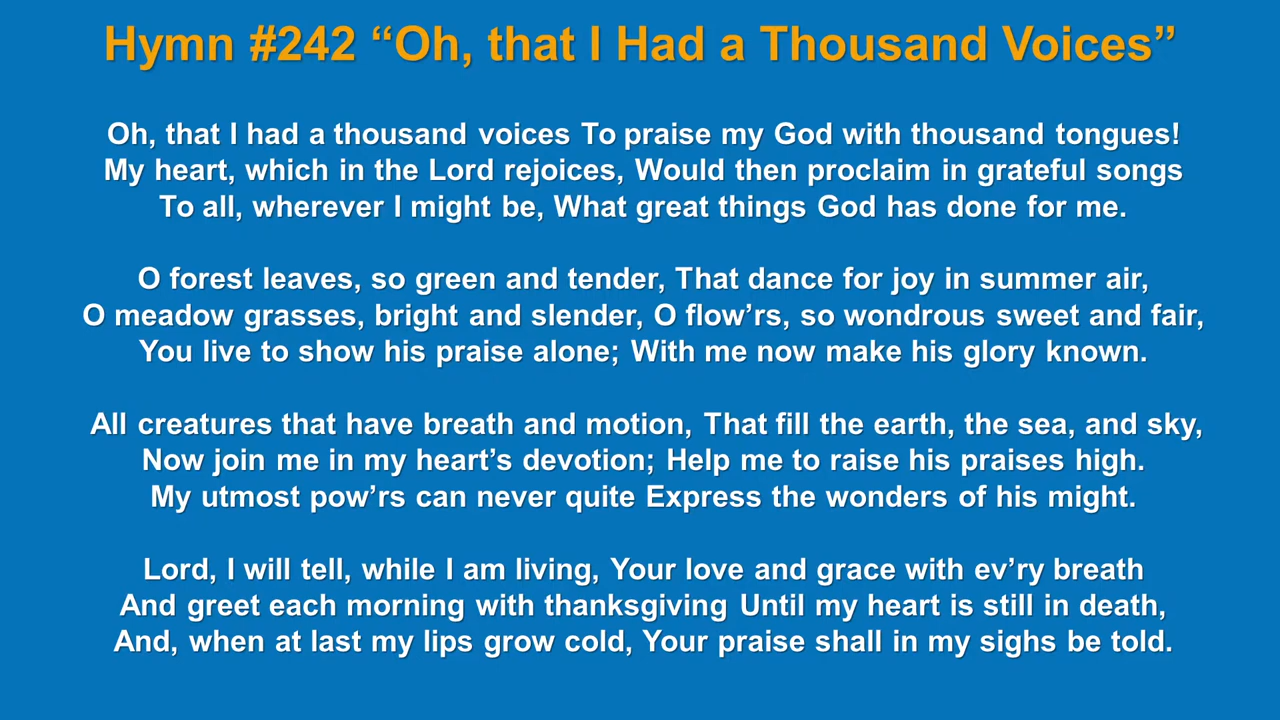 Hymn #242 “Oh, that I Had a Thousand Voices”
Oh, that I had a thousand voices To praise my God with thousand tongues!
My heart, which in the Lord rejoices, Would then proclaim in grateful songs
To all, wherever I might be, What great things God has done for me.
O forest leaves, so green and tender, That dance for joy in summer air,
O meadow grasses, bright and slender, O flow’rs, so wondrous sweet and fair,
You live to show his praise alone; With me now make his glory known.
All creatures that have breath and motion, That fill the earth, the sea, and sky,
Now join me in my heart’s devotion; Help me to raise his praises high.
My utmost pow’rs can never quite Express the wonders of his might.
Lord, I will tell, while I am living, Your love and grace with ev’ry breath
And greet each morning with thanksgiving Until my heart is still in death,
And, when at last my lips grow cold, Your praise shall in my sighs be told.